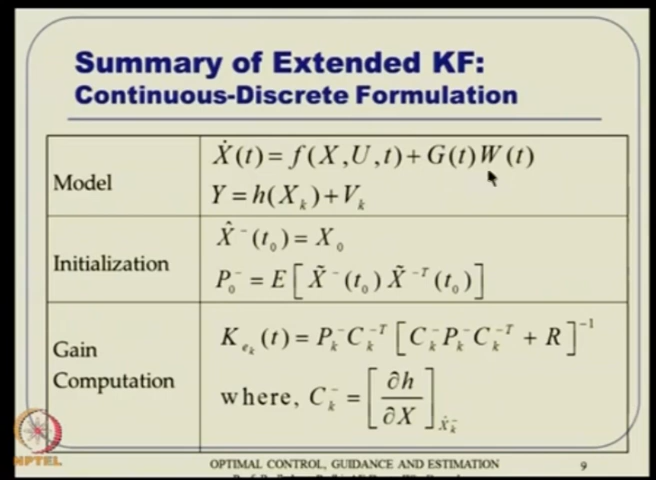 Summary of Extended KF:
Continuous-Discrete Formulation
Model
Ẋ(t) = f(X, U, t) + G(t)W(t)
Y = h(X_k) + V_k
Initialization
X̂⁻(t₀) = X₀
P₀⁻ = E[X̃⁻(t₀) X̃⁻ᵀ(t₀)]
Gain
Computation
K_{e_k}(t) = P_k⁻ C_k⁻ᵀ [C_k⁻ P_k⁻ C_k⁻ᵀ + R]⁻¹
where, C_k⁻ = [∂h/∂X]_{X̂_k⁻}
NPTEL
OPTIMAL CONTROL, GUIDANCE AND ESTIMATION
9